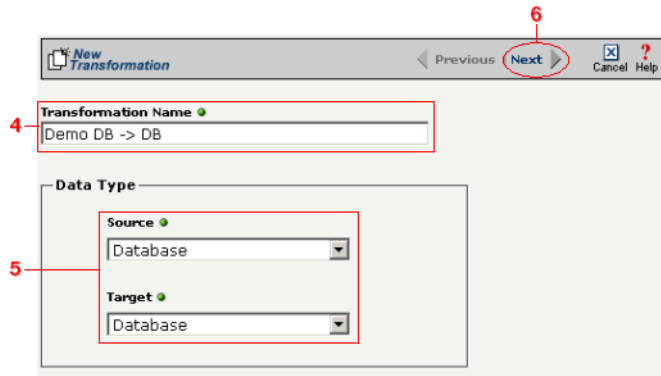 6
New
Transformation
Previous Next
Cancel Help
Transformation Name
4
Demo DB -> DB
Data Type
Source
Database
5
Target
Database